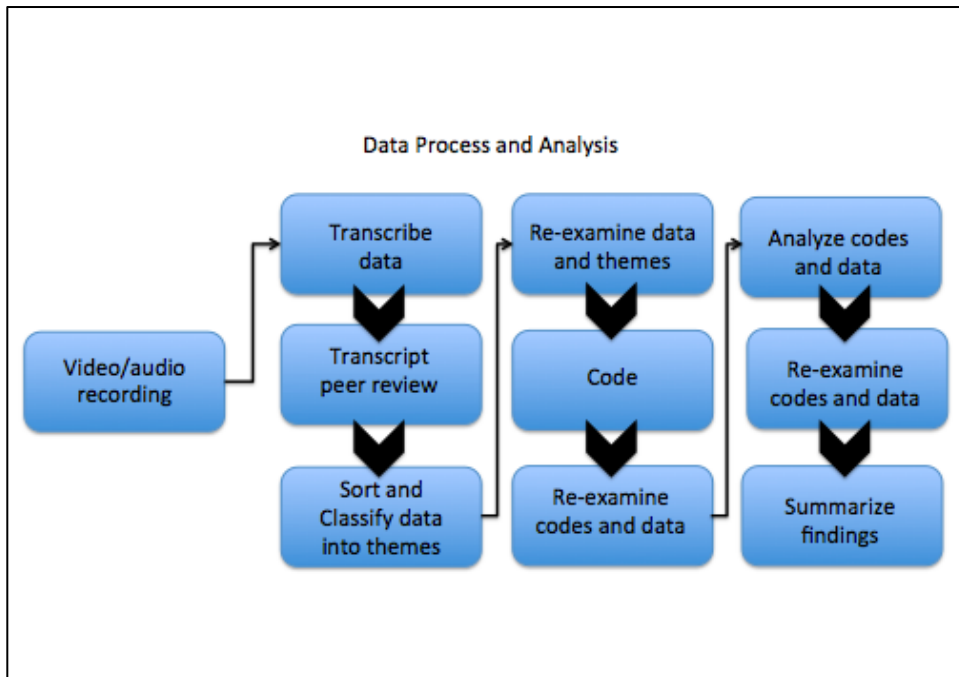 Data Process and Analysis
Video/audio
recording
Transcribe
data
Transcript
peer review
Sort and
Classify data
into themes
Re-examine data
and themes
Code
Re-examine
codes and data
Analyze codes
and data
Re-examine
codes and data
Summarize
findings